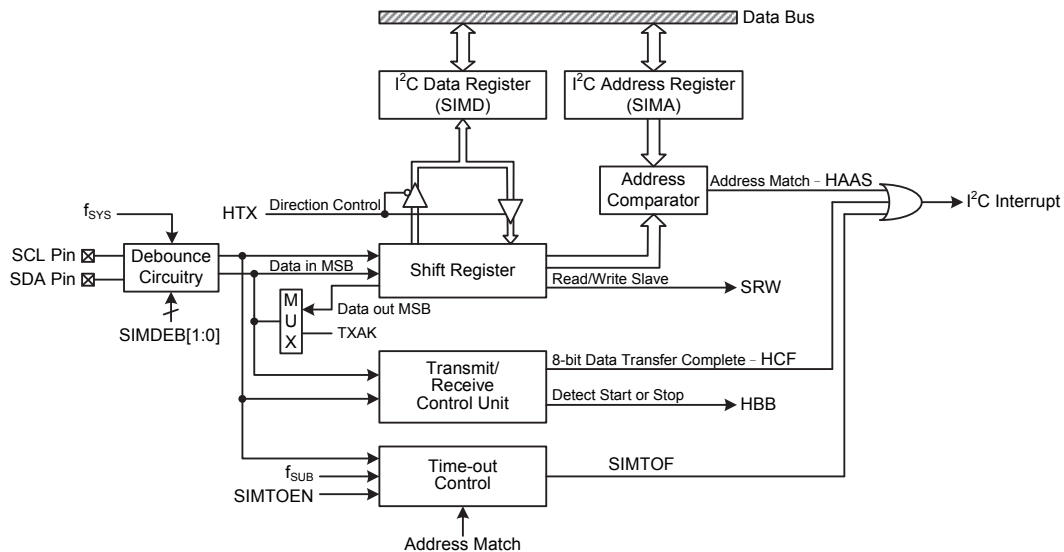 Data Bus
I²C Data Register
(SIMD)
I²C Address Register
(SIMA)
Address
Comparator
Address Match – HAAS
I²C Interrupt
HTX
Direction Control
fSYS
SCL Pin
SDA Pin
Debounce
Circuitry
SIMDEB[1:0]
Data in MSB
Shift Register
Read/Write Slave
SRW
M
U
X
Data out MSB
TXAK
Transmit/
Receive
Control Unit
8-bit Data Transfer Complete – HCF
Detect Start or Stop
HBB
fSUB
SIMTOEN
Time-out
Control
SIMTOF
Address Match